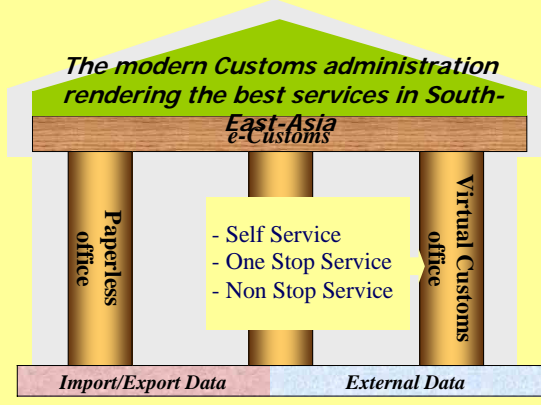 The modern Customs administration
rendering the best services in South-
East-Asia
e-Customs
Paperless
office
- Self Service
- One Stop Service
- Non Stop Service
Virtual Customs
office
Import/Export Data
External Data